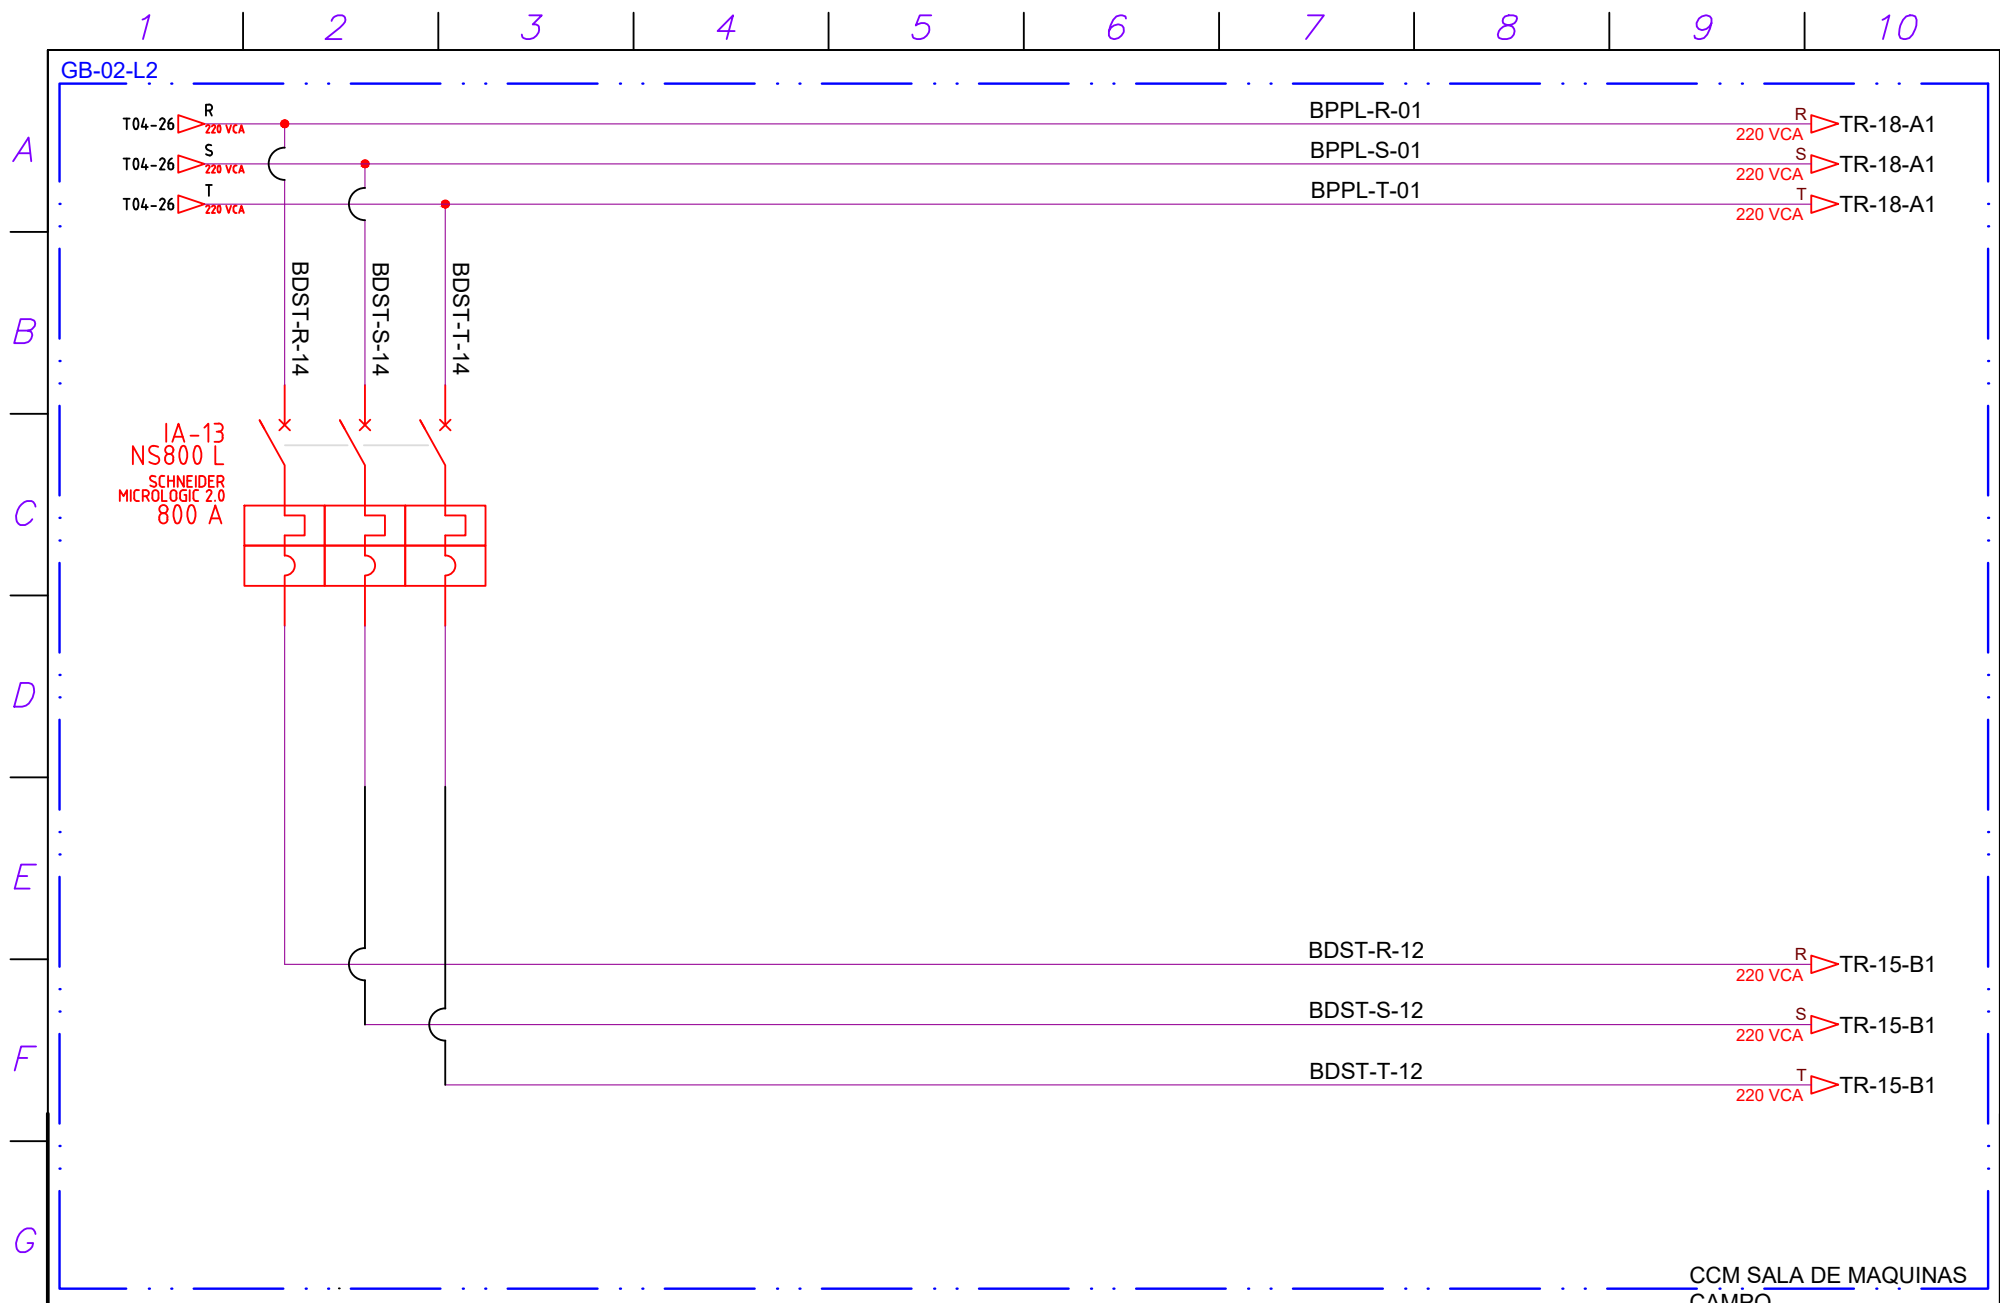 1 2 3 4 5 6 7 8 9 10
GB-02-L2
A
T04-26 R 220 VCA BPPL-R-01 R 220 VCA TR-18-A1
T04-26 S 220 VCA BPPL-S-01 S 220 VCA TR-18-A1
T04-26 T 220 VCA BPPL-T-01 T 220 VCA TR-18-A1
B
BDST-R-14
BDST-S-14
BDST-T-14
IA-13
NS800 L
SCHNEIDER
MICROLOGIC 2.0
800 A
C
D
E
BDST-R-12 R 220 VCA TR-15-B1
BDST-S-12 S 220 VCA TR-15-B1
F
BDST-T-12 T 220 VCA TR-15-B1
G
CCM SALA DE MAQUINAS
CAMPO